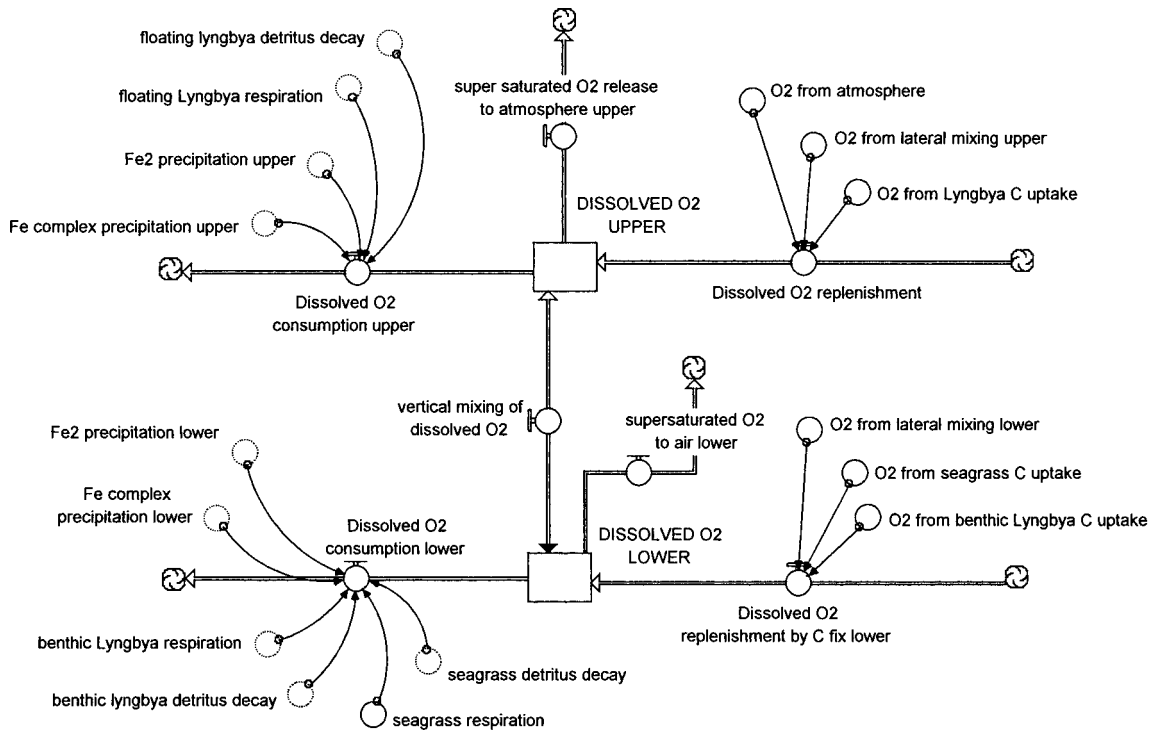 floating lyngbya detritus decay
floating Lyngbya respiration
Fe2 precipitation upper
Fe complex precipitation upper
super saturated O2 release
to atmosphere upper
O2 from atmosphere
O2 from lateral mixing upper
O2 from Lyngbya C uptake
DISSOLVED O2
UPPER
Dissolved O2
consumption upper
Dissolved O2 replenishment
vertical mixing of
dissolved O2
supersaturated O2
to air lower
Fe2 precipitation lower
Fe complex
precipitation lower
Dissolved O2
consumption lower
O2 from lateral mixing lower
O2 from seagrass C uptake
O2 from benthic Lyngbya C uptake
DISSOLVED O2
LOWER
Dissolved O2
replenishment by C fix lower
benthic Lyngbya respiration
benthic lyngbya detritus decay
seagrass respiration
seagrass detritus decay